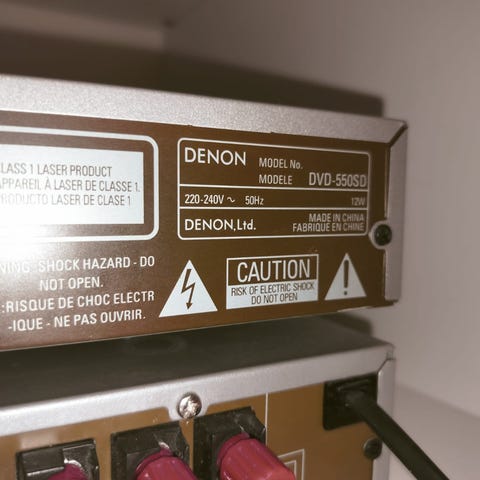 CLASS 1 LASER PRODUCT
APPAREIL À LASER DE CLASSE 1.
PRODUCTO LASER DE CLASE 1
DENON MODEL No.
MODELE DVD-550SD
220-240V ~ 50Hz 12W
DENON, Ltd. MADE IN CHINA
FABRIQUE EN CHINE
SHOCK HAZARD - DO
NOT OPEN.
: RISQUE DE CHOC ELECTR
-IQUE - NE PAS OUVRIR.
CAUTION
RISK OF ELECTRIC SHOCK
DO NOT OPEN